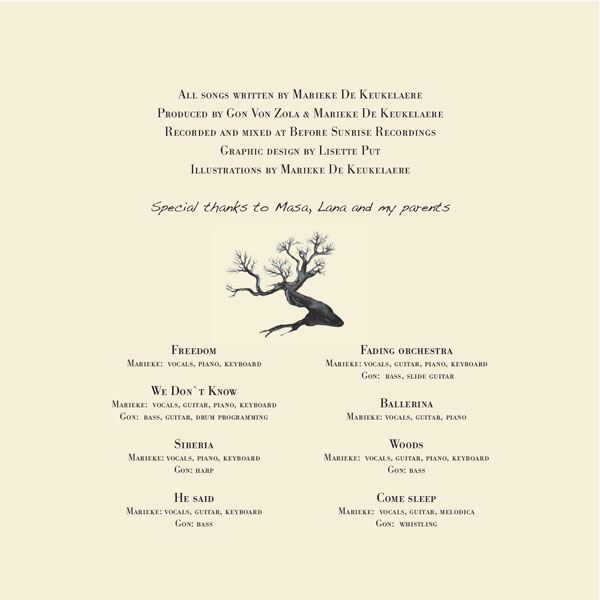 All songs written by Marieke De Keukelaere
Produced by Gon Von Zola & Marieke De Keukelaere
Recorded and mixed at Before Sunrise Recordings
Graphic design by Lisette Put
Illustrations by Marieke De Keukelaere
Special thanks to Masa, Lana and my parents
Freedom
Marieke: vocals, piano, keyboard
We Don`t Know
Marieke: vocals, guitar, piano, keyboard
Gon: bass, guitar, drum programming
Siberia
Marieke: vocals, piano, keyboard
Gon: harp
He said
Marieke: vocals, guitar, keyboard
Gon: bass
Fading orchestra
Marieke: vocals, guitar, piano, keyboard
Gon: bass, slide guitar
Ballerina
Marieke: vocals, guitar, piano
Woods
Marieke: vocals, guitar, piano, keyboard
Gon: bass
Come sleep
Marieke: vocals, guitar, melodica
Gon: whistling